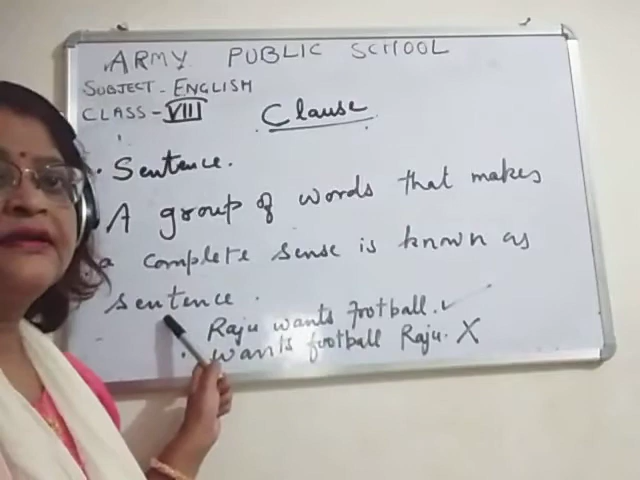 ARMY PUBLIC SCHOOL
SUBJECT - ENGLISH
CLASS - VIII
Clause
• Sentence.
A group of words that makes
a complete sense is known as
sentence.
Raju wants football. ✓
• wants football Raju. X